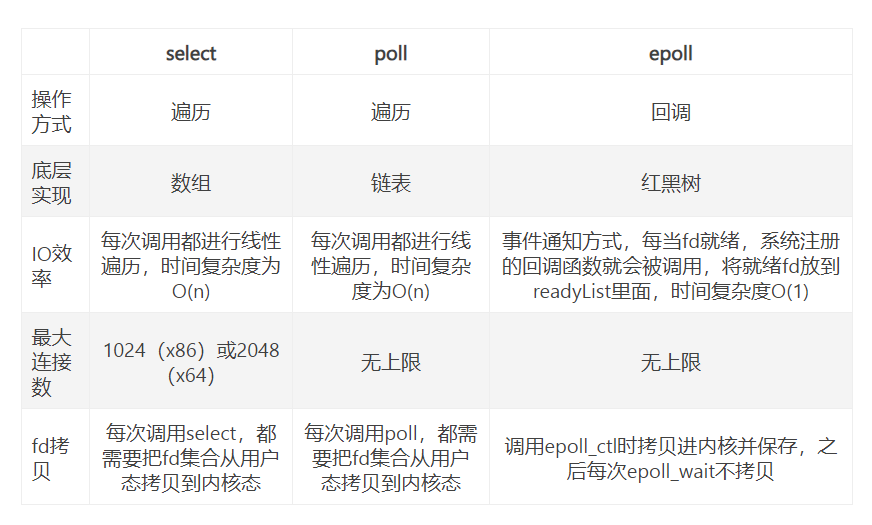 select
poll
epoll
操作
方式
遍历
遍历
回调
底层
实现
数组
链表
红黑树
IO效
率
每次调用都进行线性
遍历，时间复杂度为
O(n)
每次调用都进行线
性遍历，时间复杂
度为O(n)
事件通知方式，每当fd就绪，系统注册
的回调函数就会被调用，将就绪fd放到
readyList里面，时间复杂度O(1)
最大
连接
数
1024（x86）或2048
（x64）
无上限
无上限
fd拷
贝
每次调用select，都
需要把fd集合从用户
态拷贝到内核态
每次调用poll，都需
要把fd集合从用户
态拷贝到内核态
调用epoll_ctl时拷贝进内核并保存，之
后每次epoll_wait不拷贝